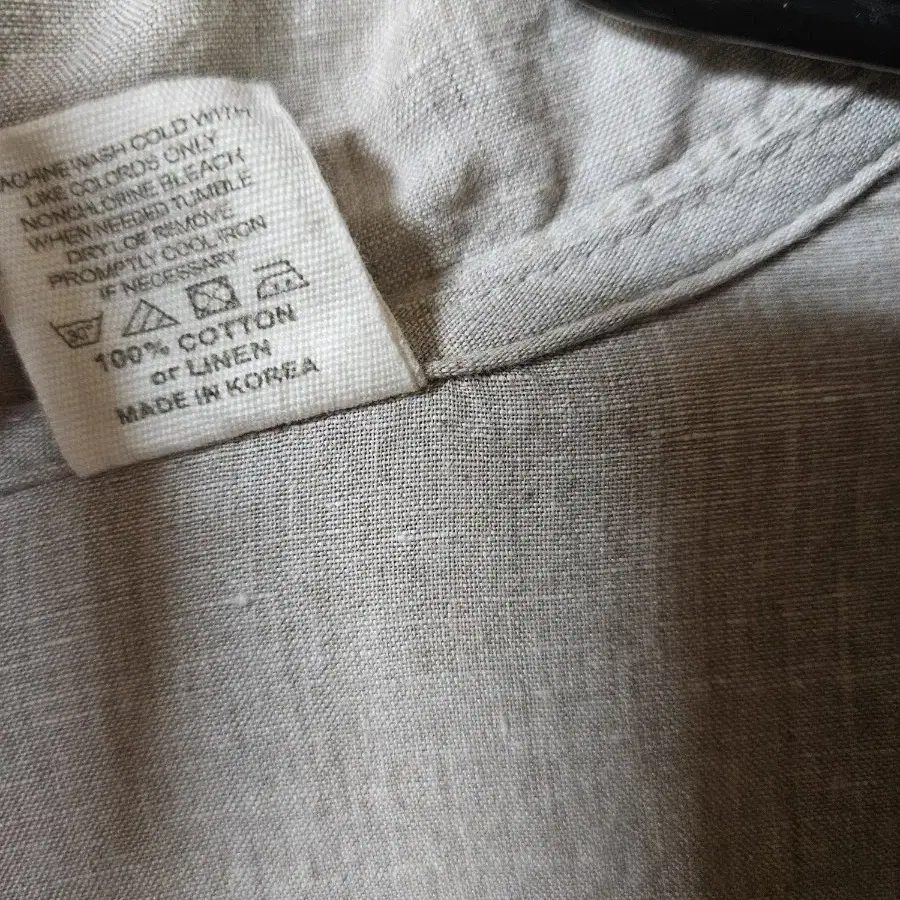 ACHINE WASH COLD WITH
LIKE COLORDS ONLY
NONCHLORINE BLEACH
WHEN NEEDED TUMBLE
DRY LOE REMOVE
PROMPTLY COOL IRON
IF NECESSARY
100% COTTON
or LINEN
MADE IN KOREA